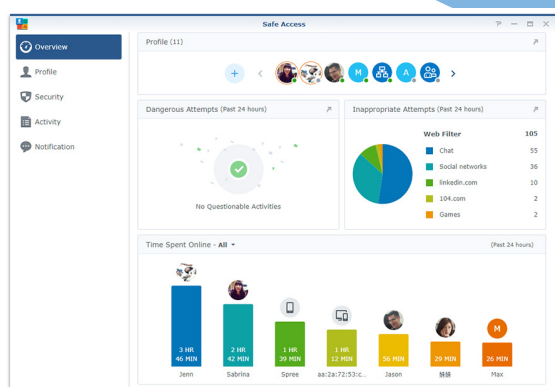 Safe Access
Overview
Profile
Security
Activity
Notification
Profile (11)
M
A
Dangerous Attempts (Past 24 hours)
No Questionable Activities
Inappropriate Attempts (Past 24 hours)
Web Filter 105
Chat 55
Social networks 36
linkedin.com 10
104.com 2
Games 2
Time Spent Online - All
(Past 24 hours)
M
3 HR 2 HR 1 HR 1 HR
46 MIN 42 MIN 39 MIN 12 MIN 56 MIN 29 MIN 26 MIN
Jenn Sabrina Spree aa:2a:72:53:c... Jason 姊姊 Max